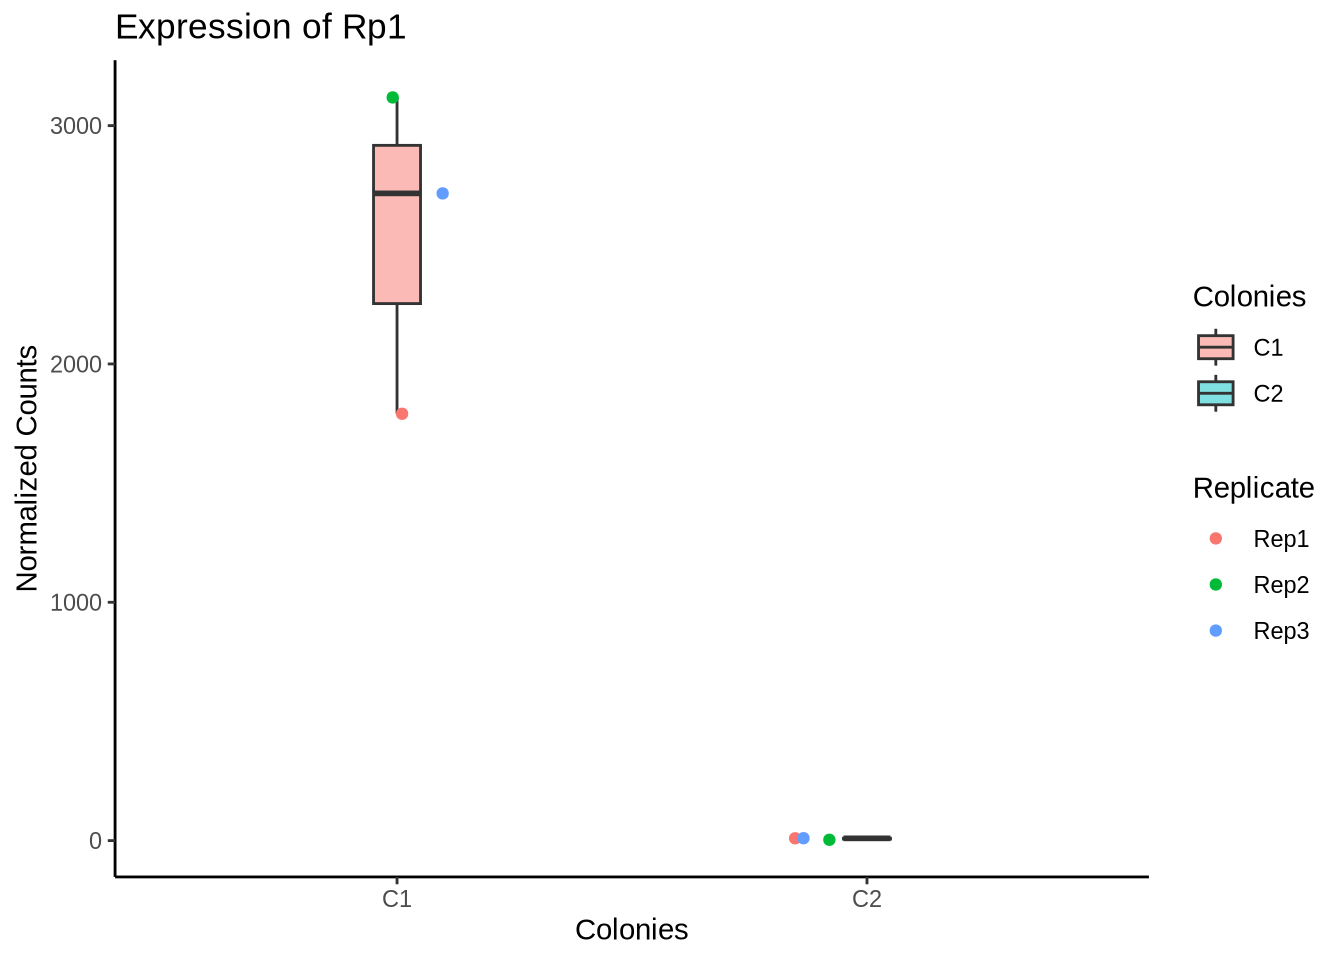 Expression of Rp1
3000
2000
1000
0
Normalized Counts
C1
C2
Colonies
Colonies
C1
C2
Replicate
Rep1
Rep2
Rep3